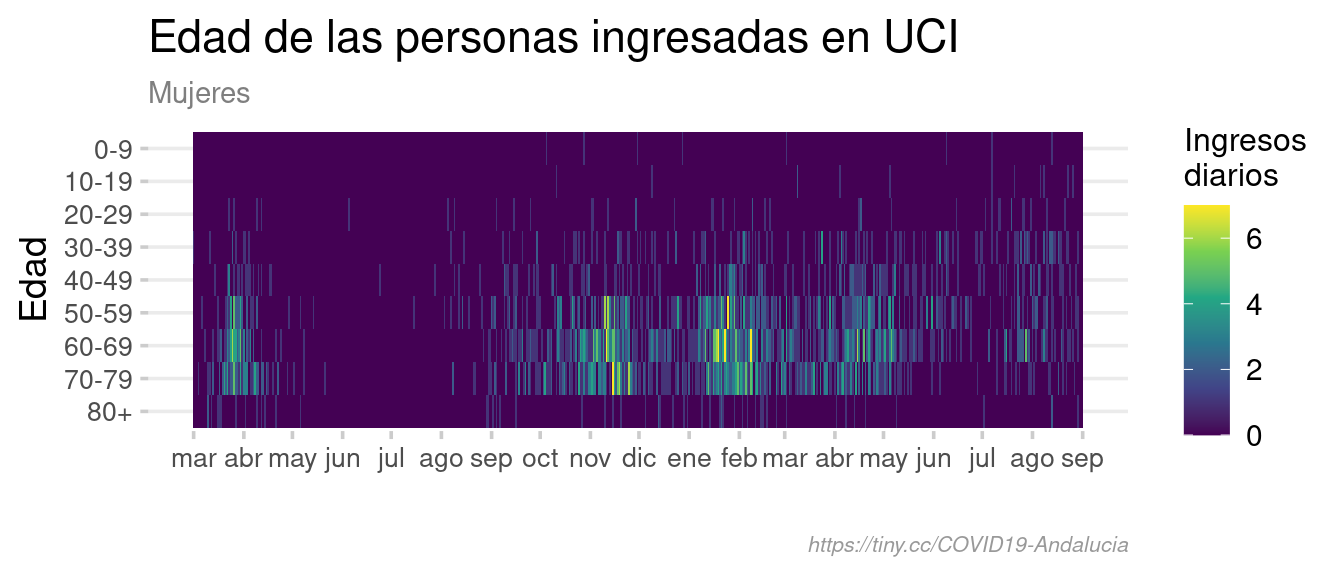 Edad de las personas ingresadas en UCI
Mujeres
Ingresos
diarios
6
4
2
0
Edad
0-9
10-19
20-29
30-39
40-49
50-59
60-69
70-79
80+
mar abr may jun jul ago sep oct nov dic ene feb mar abr may jun jul ago sep
https://tiny.cc/COVID19-Andalucia